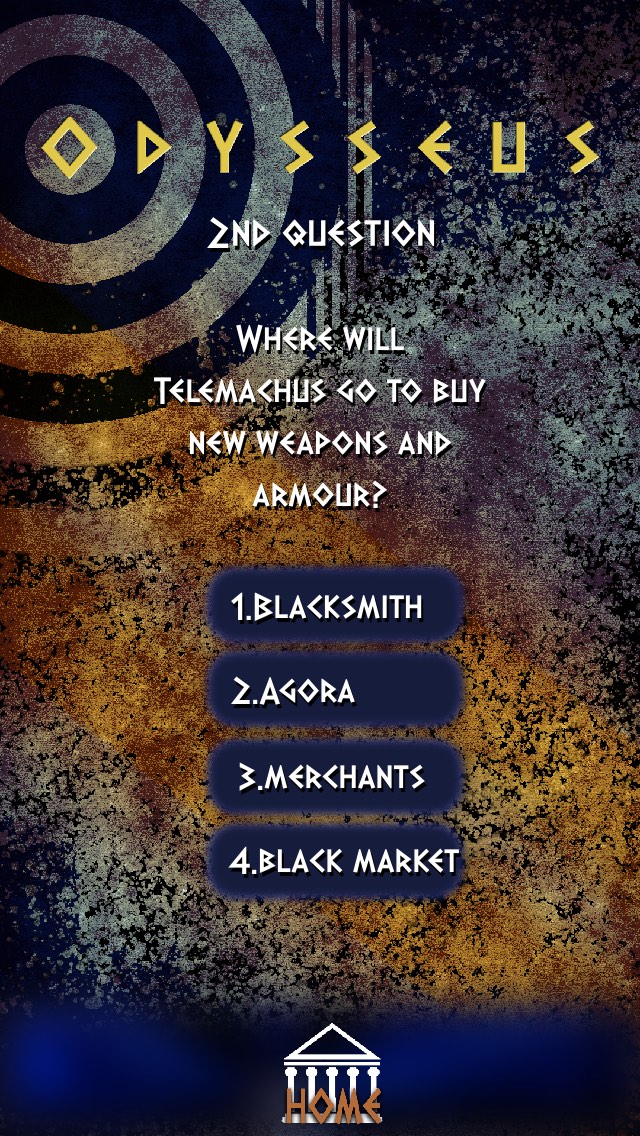 ODYSSEUS
2ND QUESTION
WHERE WILL
TELEMACHUS GO TO BUY
NEW WEAPONS AND
ARMOUR?
1.BLACKSMITH
2.AGORA
3.MERCHANTS
4.BLACK MARKET
HOME